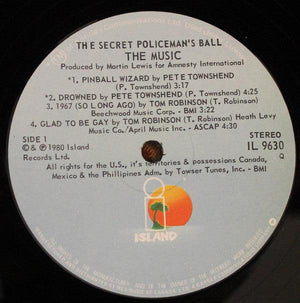 THE SECRET POLICEMAN'S BALL
THE MUSIC
Produced by Martin Lewis for Amnesty International
*1. PINBALL WIZARD by PETE TOWNSHEND
(P. Townshend) 3:17
*2. DROWNED by PETE TOWNSHEND (P. Townshend) 4:25
3. 1967 (SO LONG AGO) by TOM ROBINSON (T. Robinson)
Beechwood Music Corp. - BMI 3:22
4. GLAD TO BE GAY by TOM ROBINSON (T. Robinson) Heath Levy
Music Co./April Music Inc. - ASCAP 4:30
SIDE 1
STEREO
© & ℗ 1980 Island
Records Ltd.
IL 9630
Q
All rights for the U.S., it's territories & possessions Canada,
Mexico & the Phillipines Adm. by Towser Tunes, Inc. - BMI
i
ISLAND